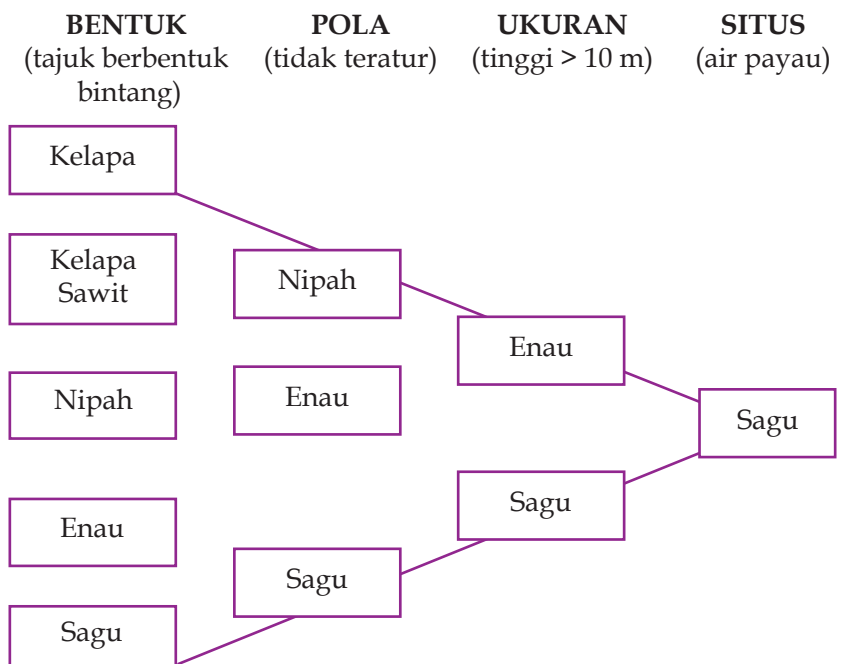 BENTUK
(tajuk berbentuk
bintang)
POLA
(tidak teratur)
UKURAN
(tinggi > 10 m)
SITUS
(air payau)
Kelapa
Kelapa
Sawit
Nipah
Enau
Sagu
Nipah
Enau
Sagu
Enau
Sagu
Sagu